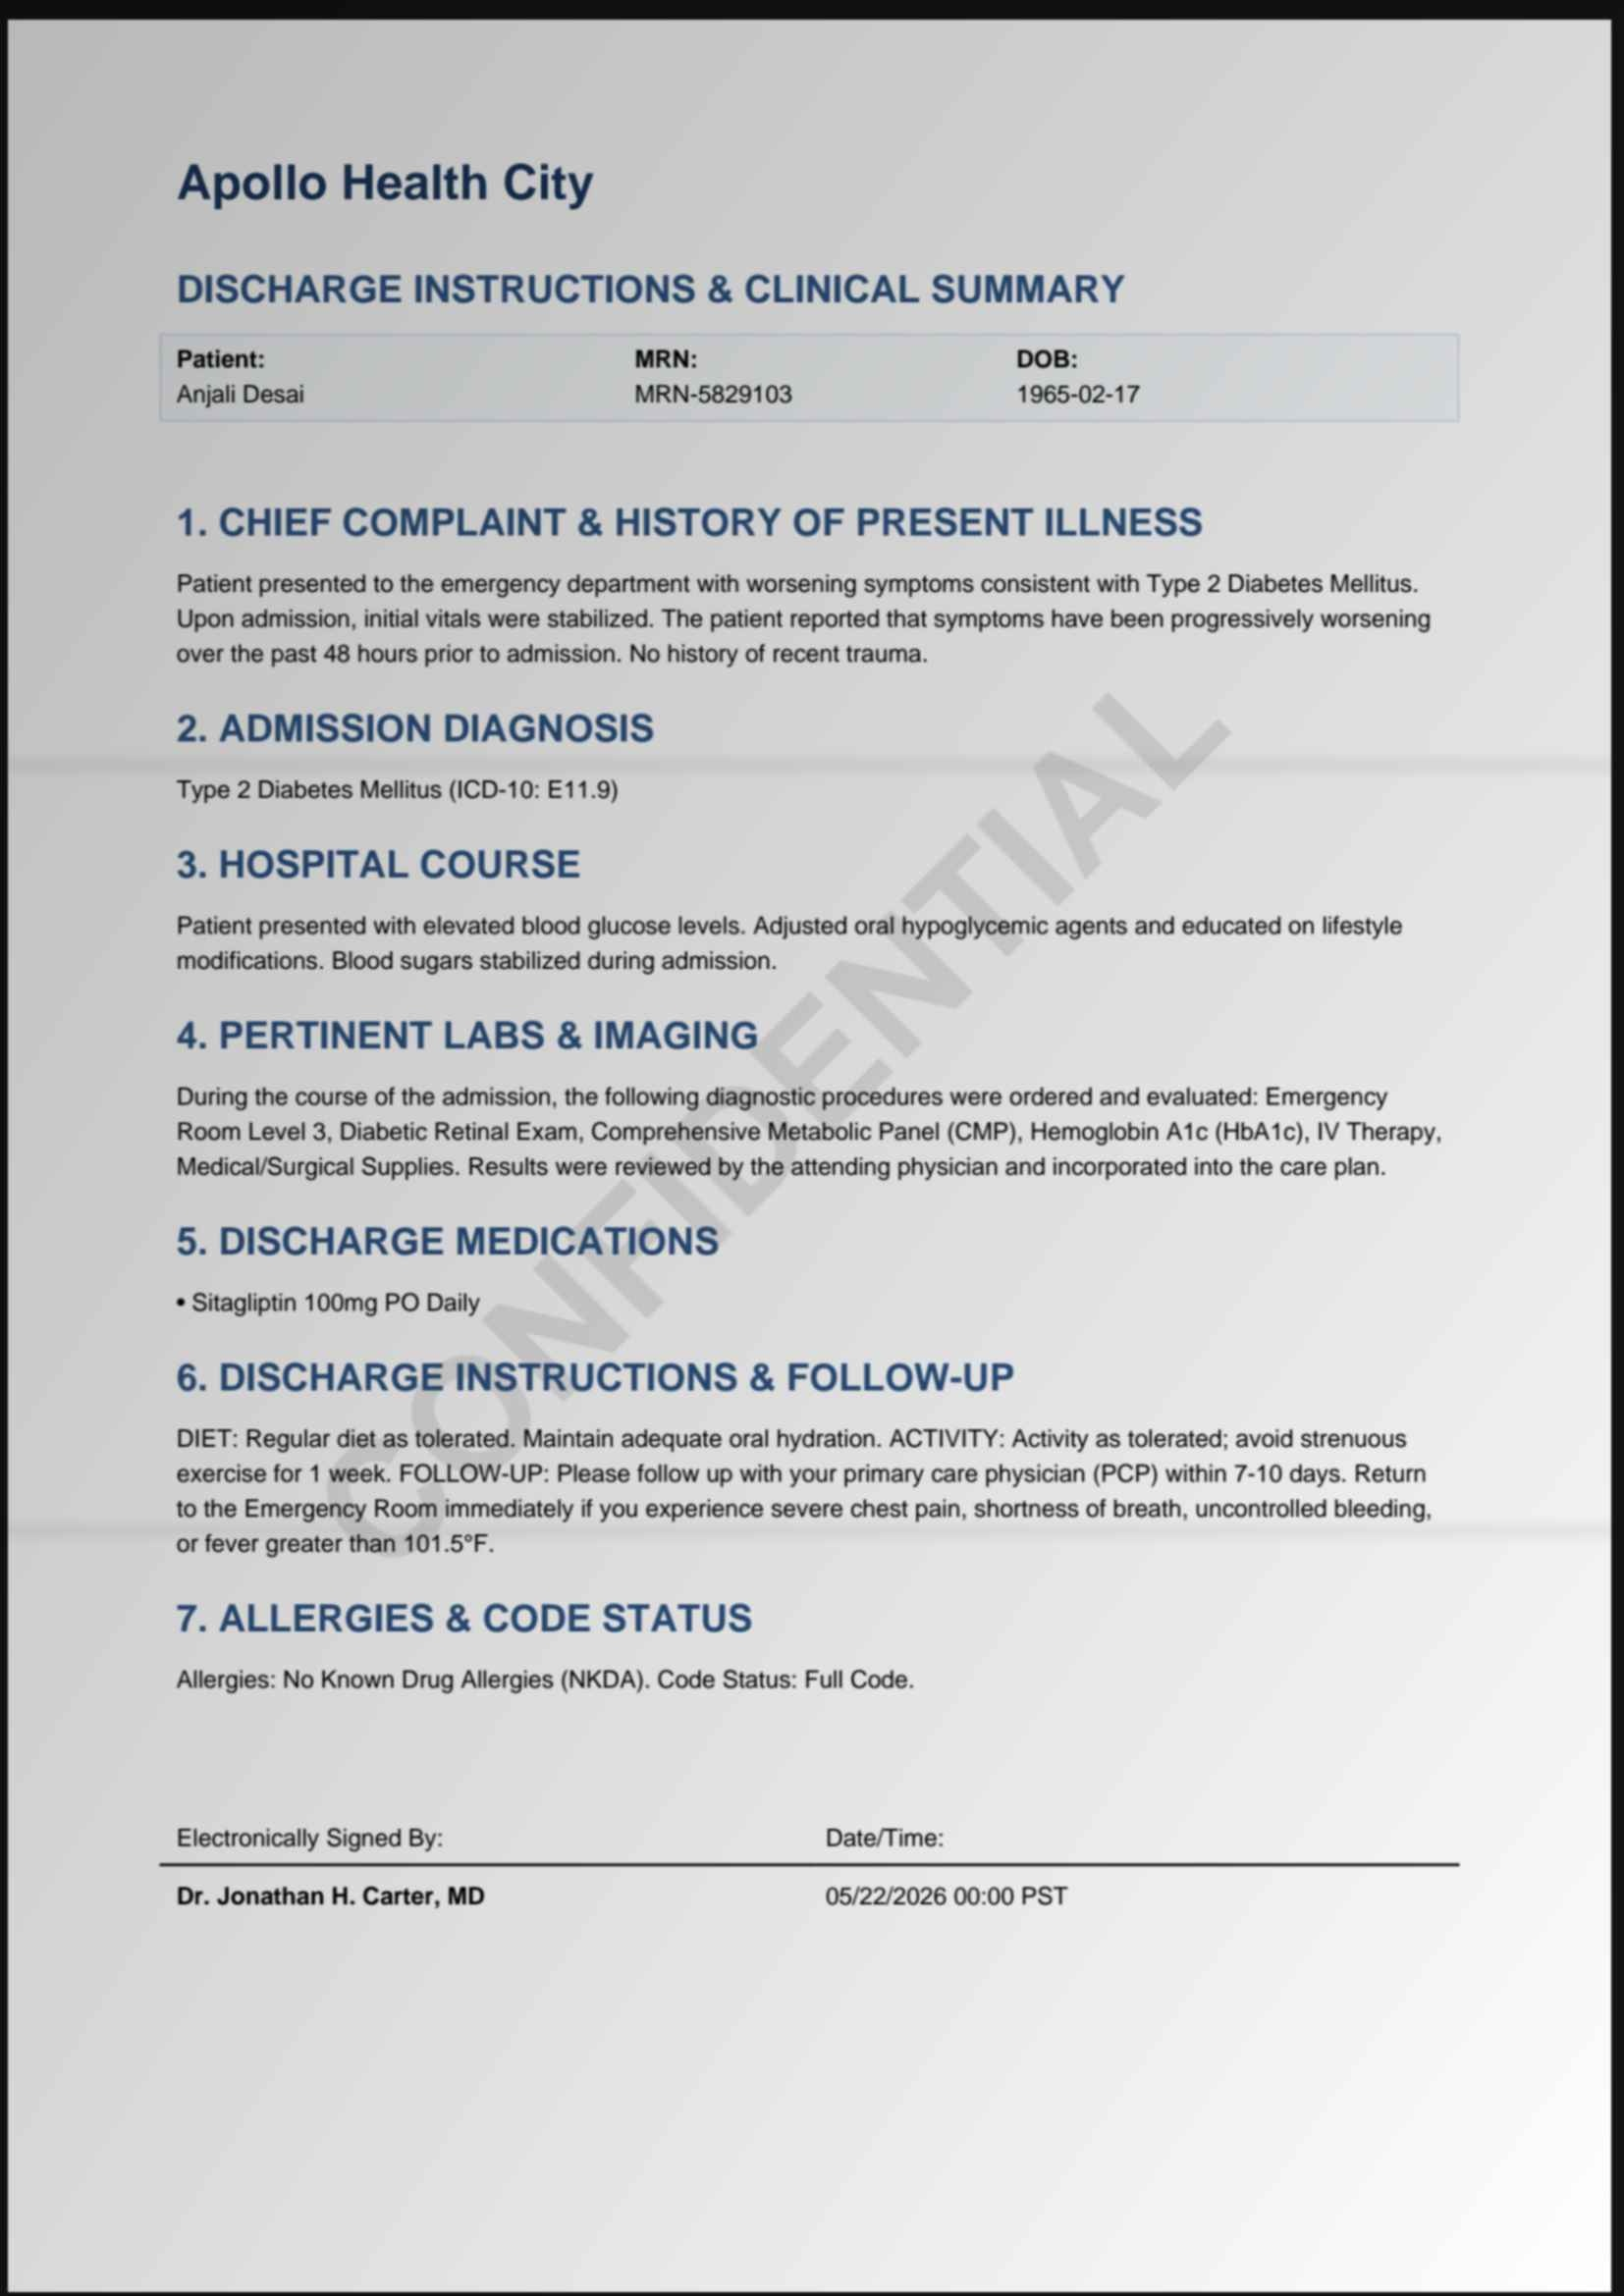 Apollo Health City
DISCHARGE INSTRUCTIONS & CLINICAL SUMMARY
Patient: MRN: DOB:
Anjali Desai MRN-5829103 1965-02-17
1. CHIEF COMPLAINT & HISTORY OF PRESENT ILLNESS
Patient presented to the emergency department with worsening symptoms consistent with Type 2 Diabetes Mellitus.
Upon admission, initial vitals were stabilized. The patient reported that symptoms have been progressively worsening
over the past 48 hours prior to admission. No history of recent trauma.
2. ADMISSION DIAGNOSIS
Type 2 Diabetes Mellitus (ICD-10: E11.9)
3. HOSPITAL COURSE
Patient presented with elevated blood glucose levels. Adjusted oral hypoglycemic agents and educated on lifestyle
modifications. Blood sugars stabilized during admission.
4. PERTINENT LABS & IMAGING
During the course of the admission, the following diagnostic procedures were ordered and evaluated: Emergency
Room Level 3, Diabetic Retinal Exam, Comprehensive Metabolic Panel (CMP), Hemoglobin A1c (HbA1c), IV Therapy,
Medical/Surgical Supplies. Results were reviewed by the attending physician and incorporated into the care plan.
5. DISCHARGE MEDICATIONS
• Sitagliptin 100mg PO Daily
6. DISCHARGE INSTRUCTIONS & FOLLOW-UP
DIET: Regular diet as tolerated. Maintain adequate oral hydration. ACTIVITY: Activity as tolerated; avoid strenuous
exercise for 1 week. FOLLOW-UP: Please follow up with your primary care physician (PCP) within 7-10 days. Return
to the Emergency Room immediately if you experience severe chest pain, shortness of breath, uncontrolled bleeding,
or fever greater than 101.5°F.
7. ALLERGIES & CODE STATUS
Allergies: No Known Drug Allergies (NKDA). Code Status: Full Code.
Electronically Signed By: Date/Time:
Dr. Jonathan H. Carter, MD 05/22/2026 00:00 PST
CONFIDENTIAL